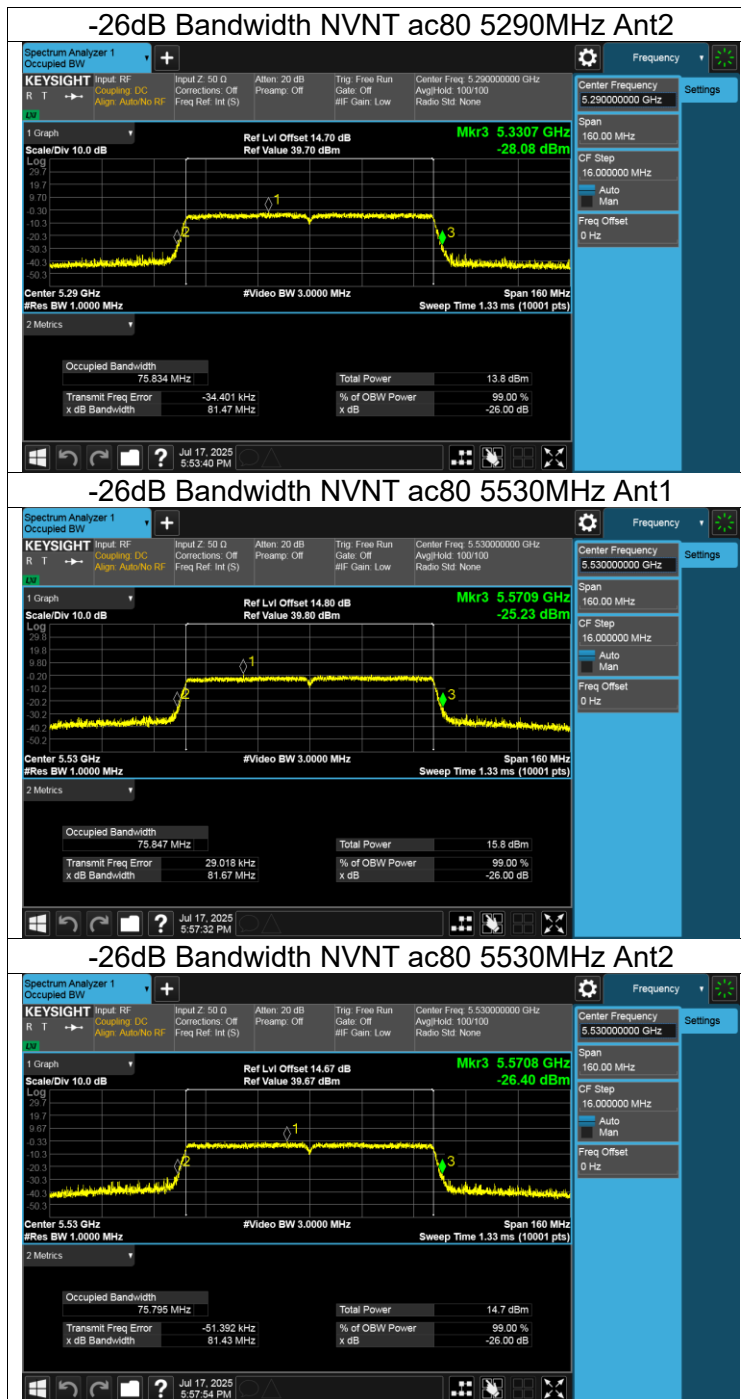 -26dB Bandwidth NVNT ac80 5290MHz Ant2
Spectrum Analyzer 1
Occupied BW
Frequency
KEYSIGHT
R T
LXI
Input: RF
Coupling: DC
Align: Auto/No RF
Input Z: 50 Ω
Corrections: Off
Freq Ref: Int (S)
Atten: 20 dB
Preamp: Off
Trig: Free Run
Gate: Off
#IF Gain: Low
Center Freq: 5.290000000 GHz
Avg|Hold: 100/100
Radio Std: None
Center Frequency
5.290000000 GHz
Settings
Span
160.00 MHz
CF Step
16.000000 MHz
Auto
Man
Freq Offset
0 Hz
1 Graph
Scale/Div 10.0 dB
Ref Lvl Offset 14.70 dB
Ref Value 39.70 dBm
Mkr3 5.3307 GHz
-28.08 dBm
Log
29.7
19.7
9.70
-0.30
-10.3
-20.3
-30.3
-40.3
-50.3
1
2
3
Center 5.29 GHz
#Res BW 1.0000 MHz
#Video BW 3.0000 MHz
Span 160 MHz
Sweep Time 1.33 ms (10001 pts)
2 Metrics
Occupied Bandwidth
75.834 MHz
Total Power 13.8 dBm
Transmit Freq Error -34.401 kHz
% of OBW Power 99.00 %
x dB Bandwidth 81.47 MHz
x dB -26.00 dB
Jul 17, 2025
5:53:40 PM
-26dB Bandwidth NVNT ac80 5530MHz Ant1
Spectrum Analyzer 1
Occupied BW
Frequency
KEYSIGHT
R T
LXI
Input: RF
Coupling: DC
Align: Auto/No RF
Input Z: 50 Ω
Corrections: Off
Freq Ref: Int (S)
Atten: 20 dB
Preamp: Off
Trig: Free Run
Gate: Off
#IF Gain: Low
Center Freq: 5.530000000 GHz
Avg|Hold: 100/100
Radio Std: None
Center Frequency
5.530000000 GHz
Settings
Span
160.00 MHz
CF Step
16.000000 MHz
Auto
Man
Freq Offset
0 Hz
1 Graph
Scale/Div 10.0 dB
Ref Lvl Offset 14.80 dB
Ref Value 39.80 dBm
Mkr3 5.5709 GHz
-25.23 dBm
Log
29.8
19.8
9.80
-0.20
-10.2
-20.2
-30.2
-40.2
-50.2
1
2
3
Center 5.53 GHz
#Res BW 1.0000 MHz
#Video BW 3.0000 MHz
Span 160 MHz
Sweep Time 1.33 ms (10001 pts)
2 Metrics
Occupied Bandwidth
75.847 MHz
Total Power 15.8 dBm
Transmit Freq Error 29.018 kHz
% of OBW Power 99.00 %
x dB Bandwidth 81.67 MHz
x dB -26.00 dB
Jul 17, 2025
5:57:32 PM
-26dB Bandwidth NVNT ac80 5530MHz Ant2
Spectrum Analyzer 1
Occupied BW
Frequency
KEYSIGHT
R T
LXI
Input: RF
Coupling: DC
Align: Auto/No RF
Input Z: 50 Ω
Corrections: Off
Freq Ref: Int (S)
Atten: 20 dB
Preamp: Off
Trig: Free Run
Gate: Off
#IF Gain: Low
Center Freq: 5.530000000 GHz
Avg|Hold: 100/100
Radio Std: None
Center Frequency
5.530000000 GHz
Settings
Span
160.00 MHz
CF Step
16.000000 MHz
Auto
Man
Freq Offset
0 Hz
1 Graph
Scale/Div 10.0 dB
Ref Lvl Offset 14.67 dB
Ref Value 39.67 dBm
Mkr3 5.5708 GHz
-26.40 dBm
Log
29.7
19.7
9.67
-0.33
-10.3
-20.3
-30.3
-40.3
-50.3
1
2
3
Center 5.53 GHz
#Res BW 1.0000 MHz
#Video BW 3.0000 MHz
Span 160 MHz
Sweep Time 1.33 ms (10001 pts)
2 Metrics
Occupied Bandwidth
75.795 MHz
Total Power 14.7 dBm
Transmit Freq Error -51.392 kHz
% of OBW Power 99.00 %
x dB Bandwidth 81.43 MHz
x dB -26.00 dB
Jul 17, 2025
5:57:54 PM